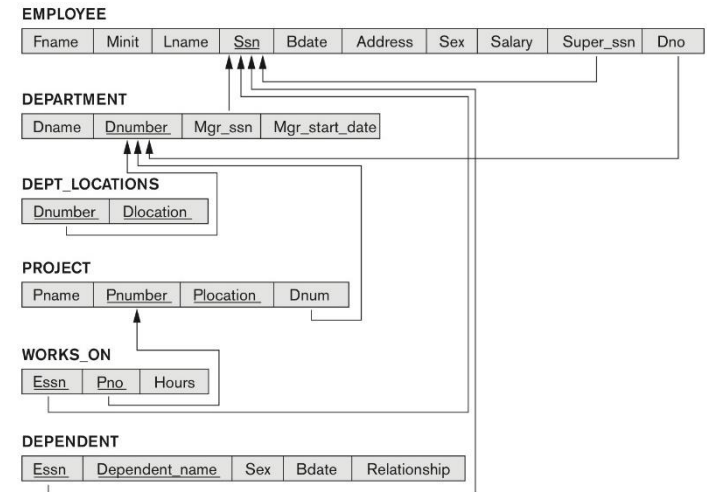 EMPLOYEE
Fname Minit Lname Ssn Bdate Address Sex Salary Super_ssn Dno
DEPARTMENT
Dname Dnumber Mgr_ssn Mgr_start_date
DEPT_LOCATIONS
Dnumber Dlocation
PROJECT
Pname Pnumber Plocation Dnum
WORKS_ON
Essn Pno Hours
DEPENDENT
Essn Dependent_name Sex Bdate Relationship